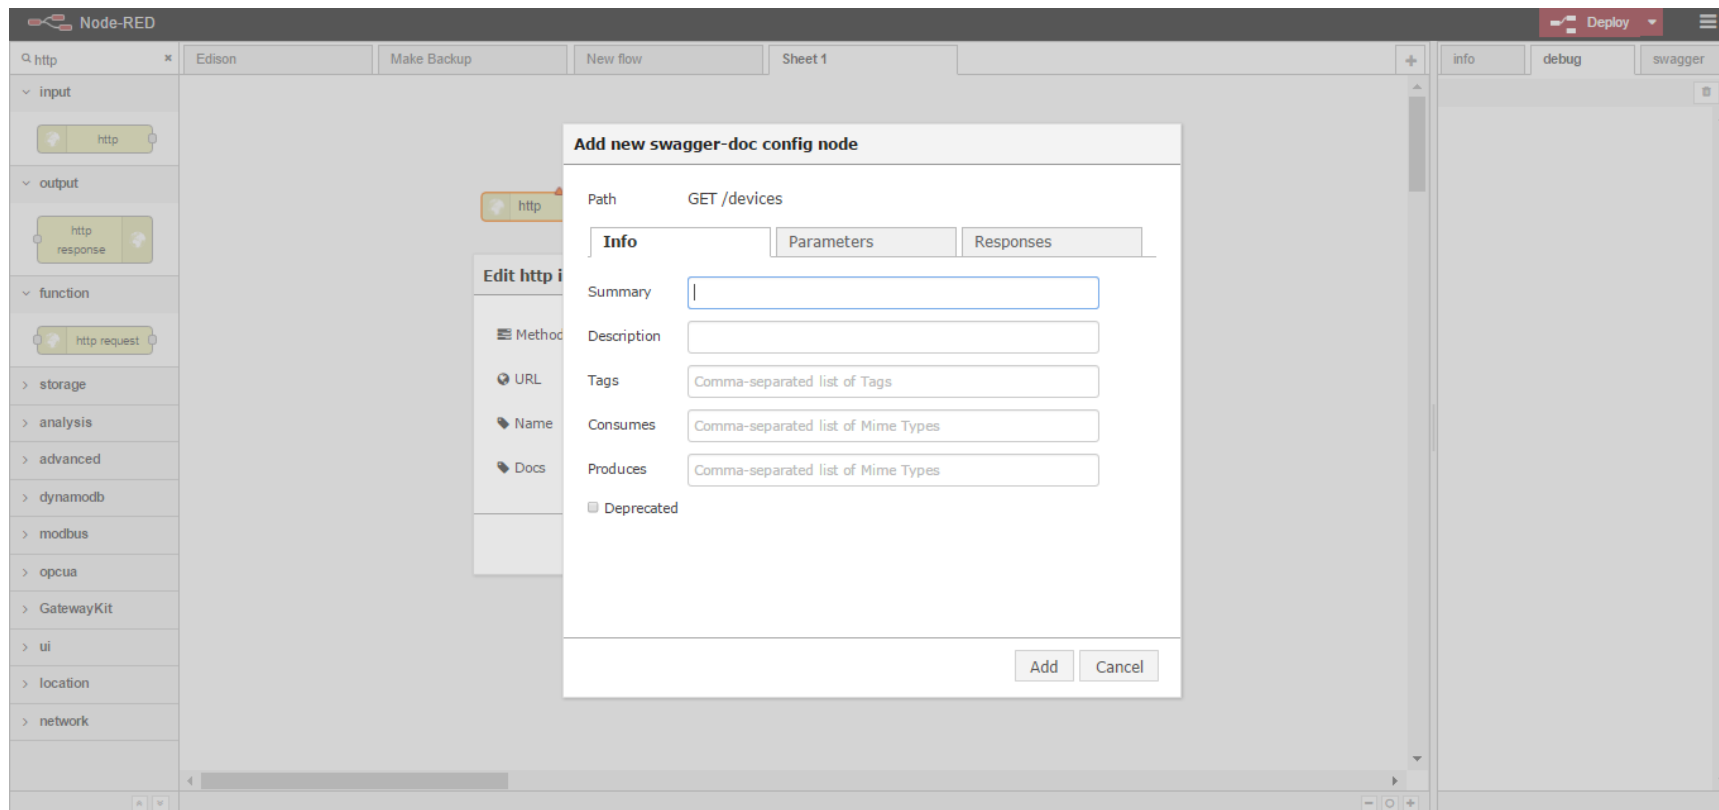 Node-RED
Deploy
http
Edison
Make Backup
New flow
Sheet 1
info
debug
swagger
input
http
output
http
response
function
http request
storage
analysis
advanced
dynamodb
modbus
opcua
GatewayKit
ui
location
network
http
Edit http i
Method
URL
Name
Docs
Add new swagger-doc config node
Path
GET /devices
Info
Parameters
Responses
Summary
Description
Tags
Comma-separated list of Tags
Consumes
Comma-separated list of Mime Types
Produces
Comma-separated list of Mime Types
Deprecated
Add
Cancel